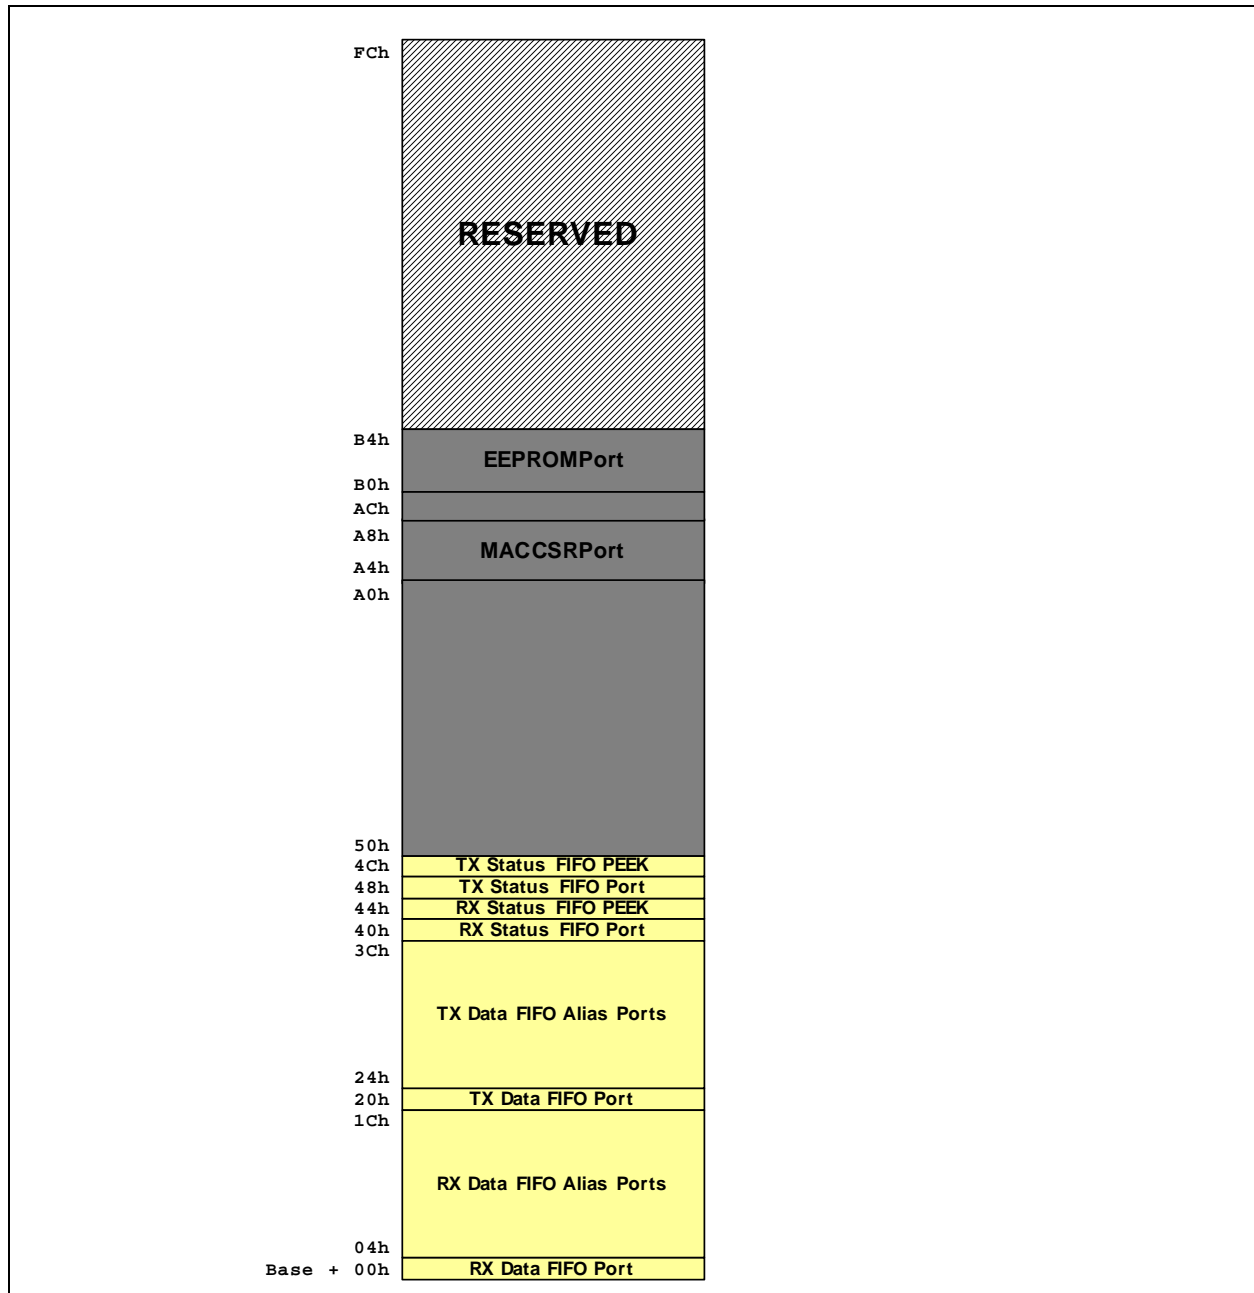 FCh
RESERVED
B4h
EEPROMPort
B0h
ACh
A8h
MACCSRPort
A4h
A0h
50h
4Ch TX Status FIFO PEEK
48h TX Status FIFO Port
44h RX Status FIFO PEEK
40h RX Status FIFO Port
3Ch
TX Data FIFO Alias Ports
24h
20h TX Data FIFO Port
1Ch
RX Data FIFO Alias Ports
04h
Base + 00h RX Data FIFO Port